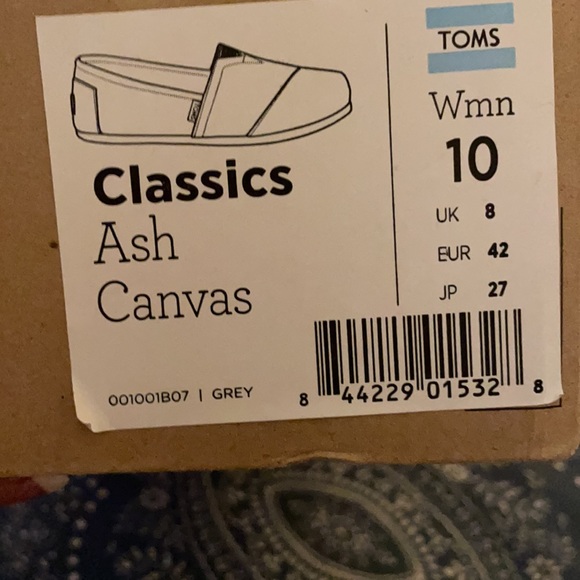 TOMS
Classics
Ash
Canvas
001001B07 | GREY
Wmn
10
UK 8
EUR 42
JP 27
8 44229 01532 8